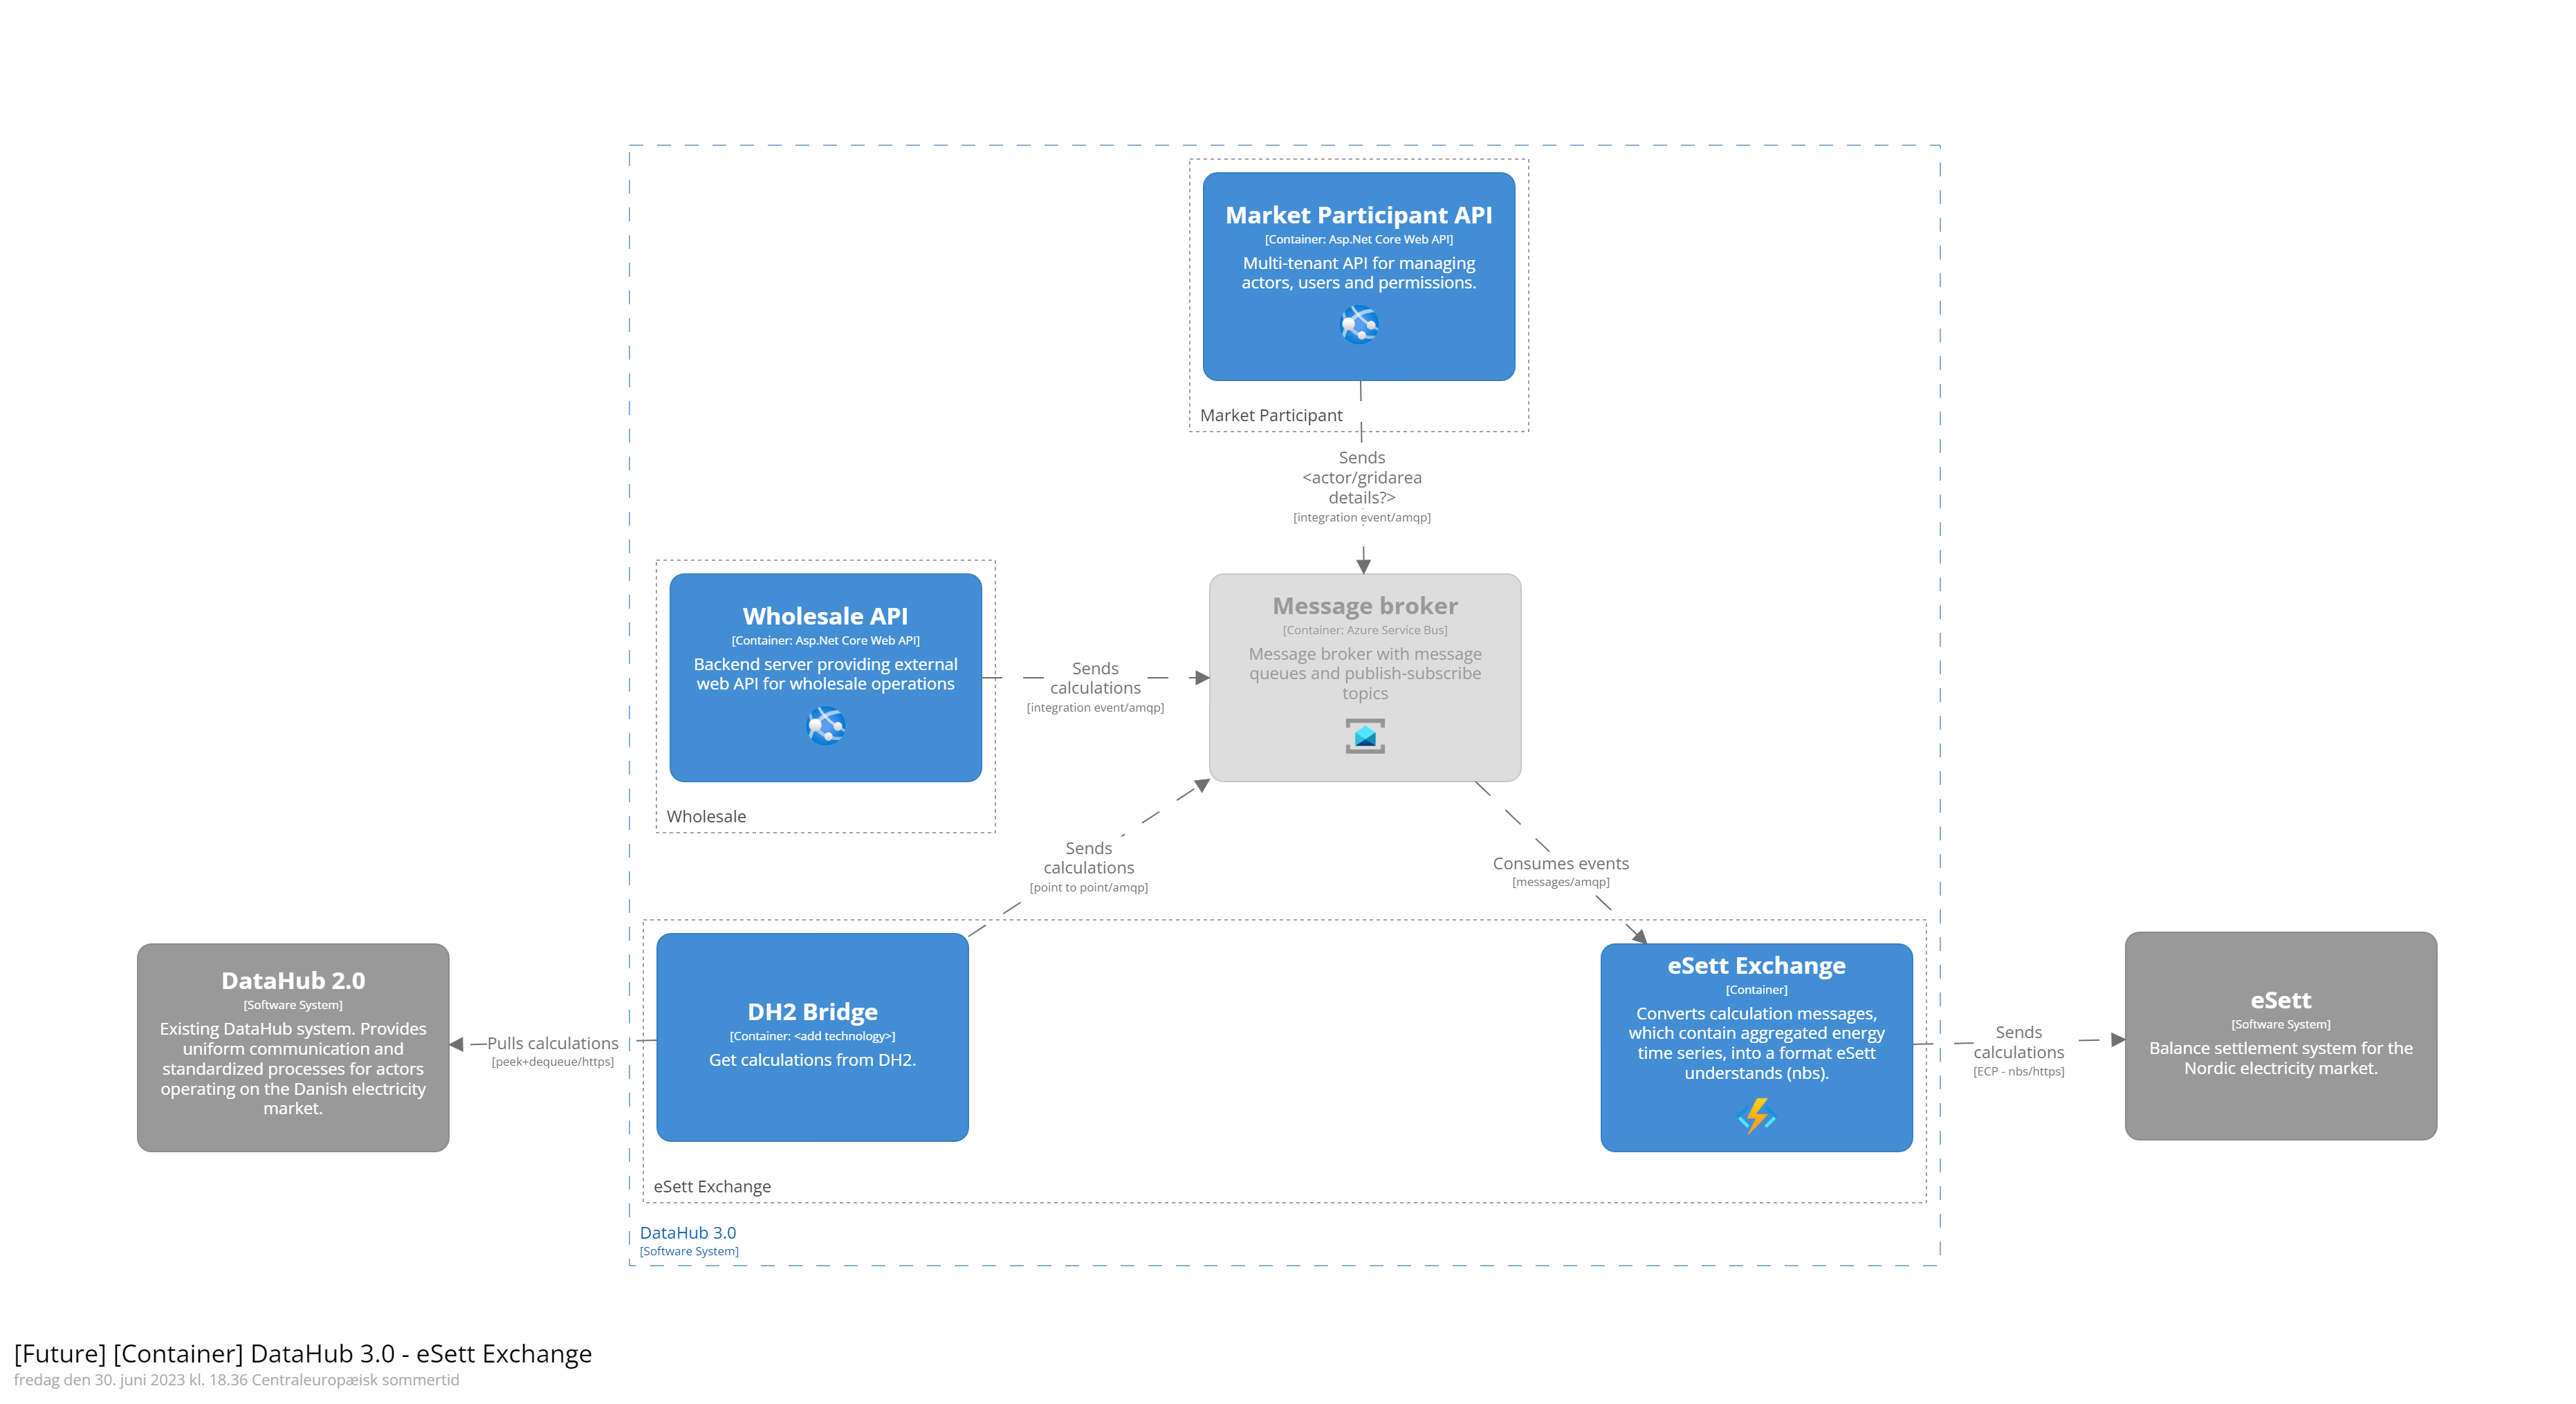 Market Participant API
[Container: Asp.Net Core Web API]
Multi-tenant API for managing
actors, users and permissions.
Market Participant
Sends
<actor/gridarea
details?>
[integration event/amqp]
Wholesale API
[Container: Asp.Net Core Web API]
Backend server providing external
web API for wholesale operations
Wholesale
Sends
calculations
[integration event/amqp]
Message broker
[Container: Azure Service Bus]
Message broker with message
queues and publish-subscribe
topics
Sends
calculations
[point to point/amqp]
Consumes events
[messages/amqp]
DataHub 2.0
[Software System]
Existing DataHub system. Provides
uniform communication and
standardized processes for actors
operating on the Danish electricity
market.
Pulls calculations
[peek+dequeue/https]
DH2 Bridge
[Container: <add technology>]
Get calculations from DH2.
eSett Exchange
[Container]
Converts calculation messages,
which contain aggregated energy
time series, into a format eSett
understands (nbs).
Sends
calculations
[ECP - nbs/https]
eSett
[Software System]
Balance settlement system for the
Nordic electricity market.
eSett Exchange
DataHub 3.0
[Software System]
[Future] [Container] DataHub 3.0 - eSett Exchange
fredag den 30. juni 2023 kl. 18.36 Centraleuropæisk sommertid